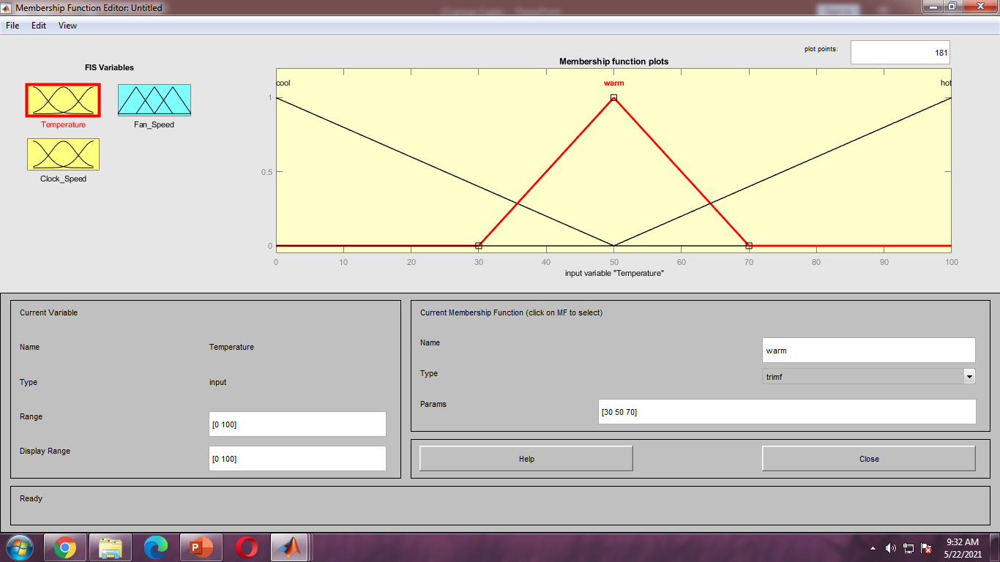 Membership Function Editor: Untitled
File Edit View
plot points: 181
FIS Variables
Temperature
Fan_Speed
Clock_Speed
Membership function plots
cool warm hot
1
0.5
0
0 10 20 30 40 50 60 70 80 90 100
input variable "Temperature"
Current Variable
Name Temperature
Type input
Range [0 100]
Display Range [0 100]
Current Membership Function (click on MF to select)
Name warm
Type trimf
Params [30 50 70]
Help Close
Ready
9:32 AM
5/22/2021